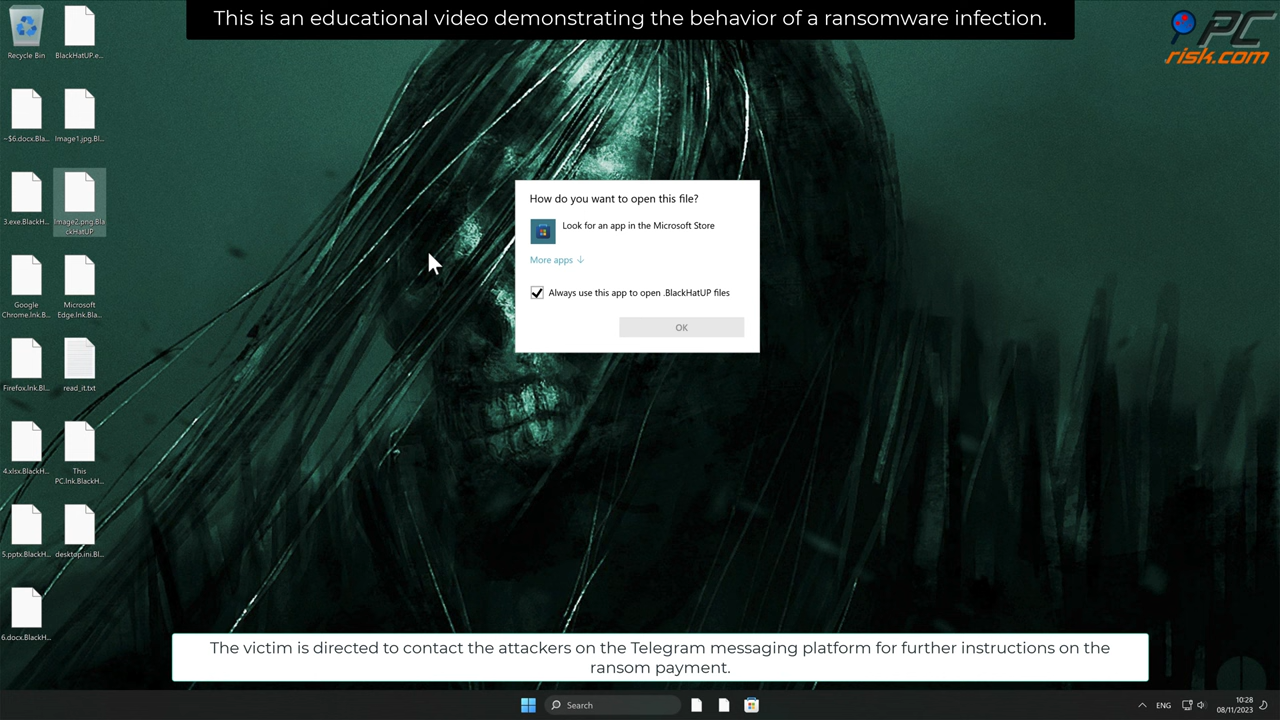 This is an educational video demonstrating the behavior of a ransomware infection.
PC
risk.com
Recycle Bin
BlackHatUP.e...
~$6.docx.Bla...
Image1.jpg.Bl...
3.exe.BlackH...
Image2.png.Bla
ckHatUP
Google
Chrome.lnk.B...
Microsoft
Edge.lnk.Bla...
Firefox.lnk.Bl...
read_it.txt
4.xlsx.BlackH...
This
PC.lnk.BlackH...
5.pptx.BlackH...
desktop.ini.Bl...
6.docx.BlackH...
How do you want to open this file?
Look for an app in the Microsoft Store
More apps ↓
Always use this app to open .BlackHatUP files
OK
The victim is directed to contact the attackers on the Telegram messaging platform for further instructions on the
ransom payment.
Search
ENG
10:28
08/11/2023